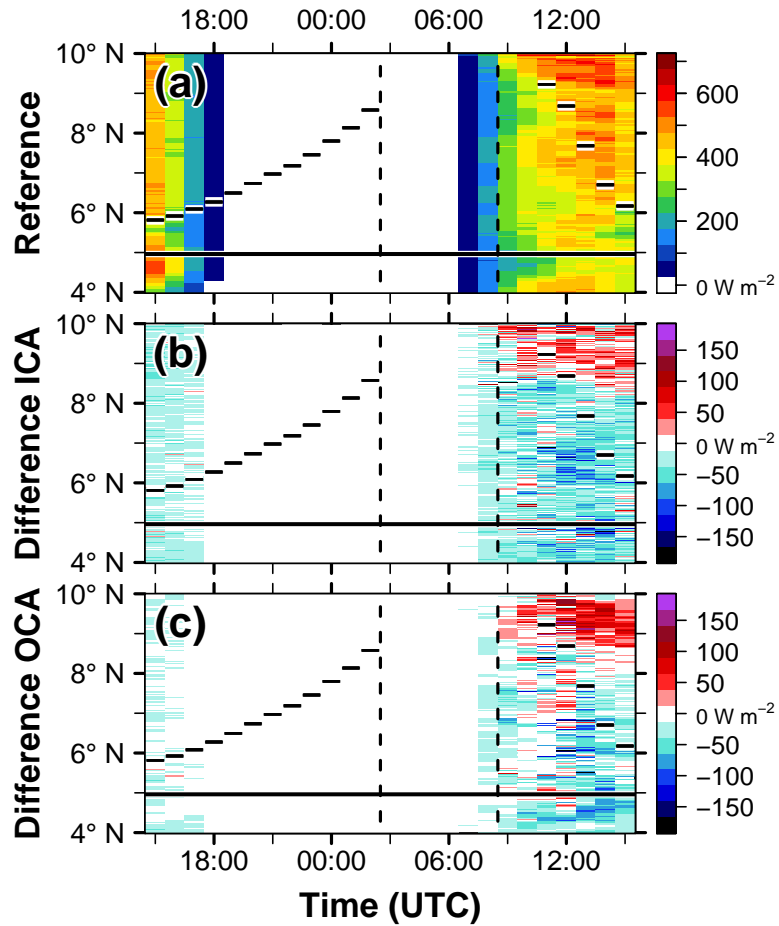 18:00 00:00 06:00 12:00
(a)
Reference
10° N
8° N
6° N
4° N
600
400
200
0 W m⁻²
(b)
Difference ICA
10° N
8° N
6° N
4° N
150
100
50
0 W m⁻²
−50
−100
−150
(c)
Difference OCA
10° N
8° N
6° N
4° N
150
100
50
0 W m⁻²
−50
−100
−150
18:00 00:00 06:00 12:00
Time (UTC)